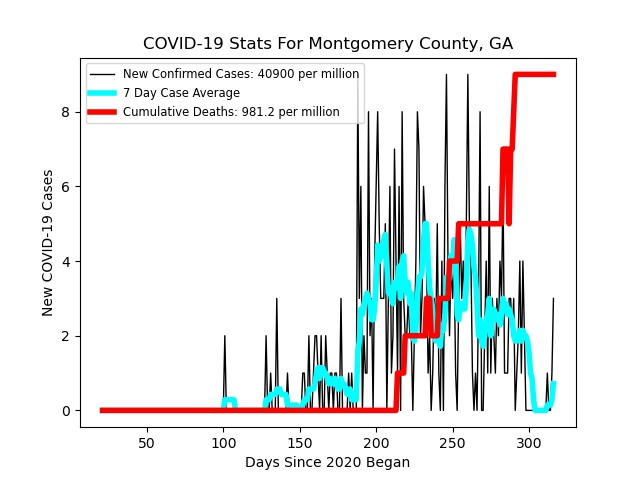 COVID-19 Stats For Montgomery County, GA
New Confirmed Cases: 40900 per million
7 Day Case Average
Cumulative Deaths: 981.2 per million
New COVID-19 Cases
8
6
4
2
0
50 100 150 200 250 300
Days Since 2020 Began